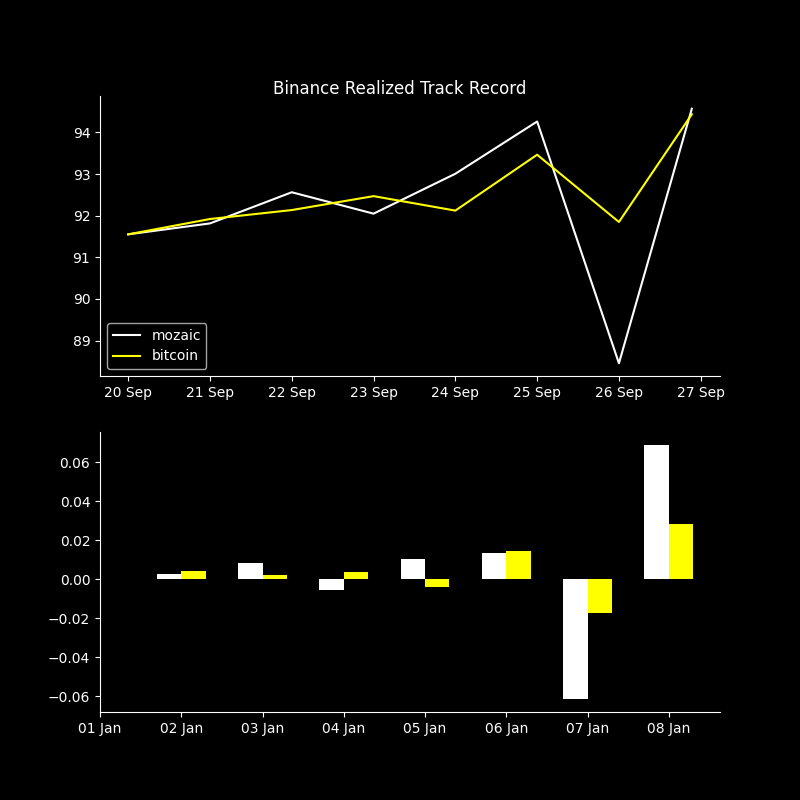 Binance Realized Track Record
94
93
92
91
90
89
mozaic
bitcoin
20 Sep 21 Sep 22 Sep 23 Sep 24 Sep 25 Sep 26 Sep 27 Sep
0.06
0.04
0.02
0.00
−0.02
−0.04
−0.06
01 Jan 02 Jan 03 Jan 04 Jan 05 Jan 06 Jan 07 Jan 08 Jan